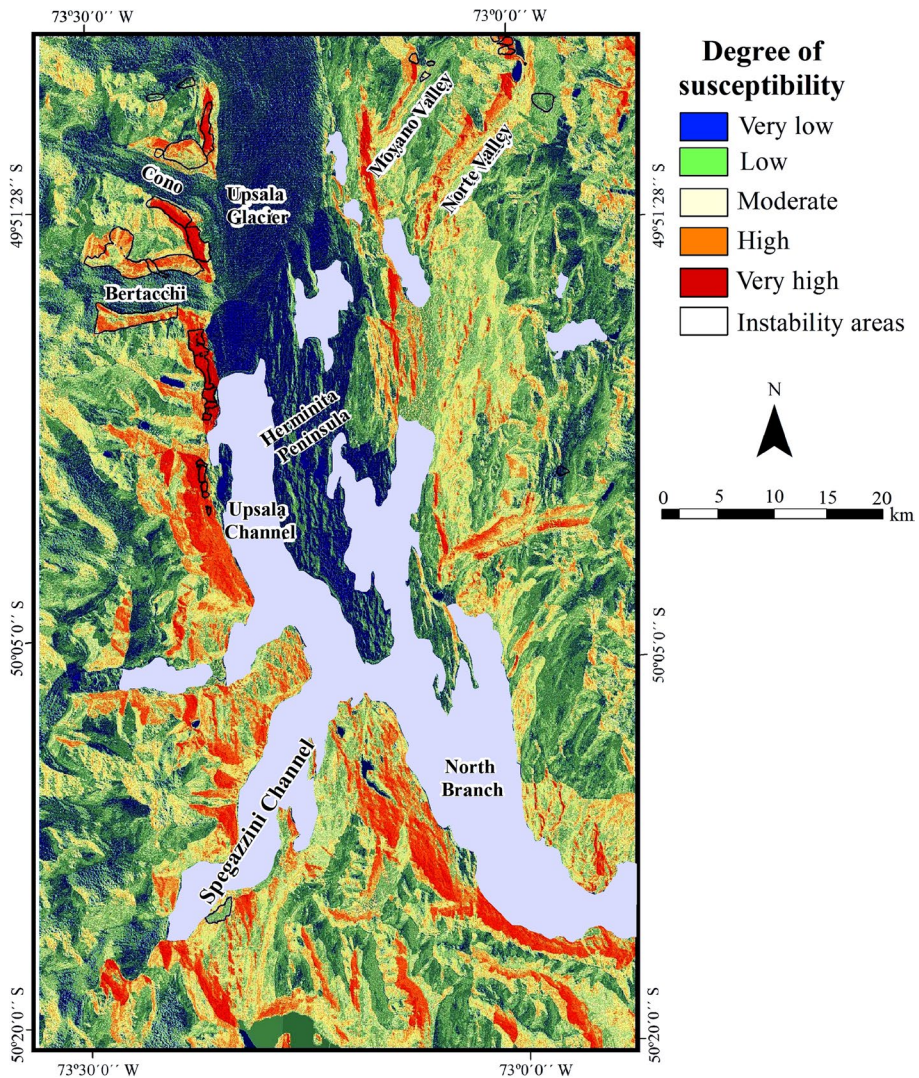 73º30´0´´ W
73º0´0´´ W
Degree of
susceptibility
Very low
Low
Moderate
High
Very high
Instability areas
Moyano Valley
Norte Valley
Cono
Upsala
Glacier
49º51´28´´ S
49º51´28´´ S
Bertacchi
N
Herminita
Peninsula
0 5 10 15 20
km
Upsala
Channel
50º05´0´´ S
50º05´0´´ S
North
Branch
Spegazzini Channel
50º20´0´´ S
50º20´0´´ S
73º30´0´´ W
73º0´0´´ W